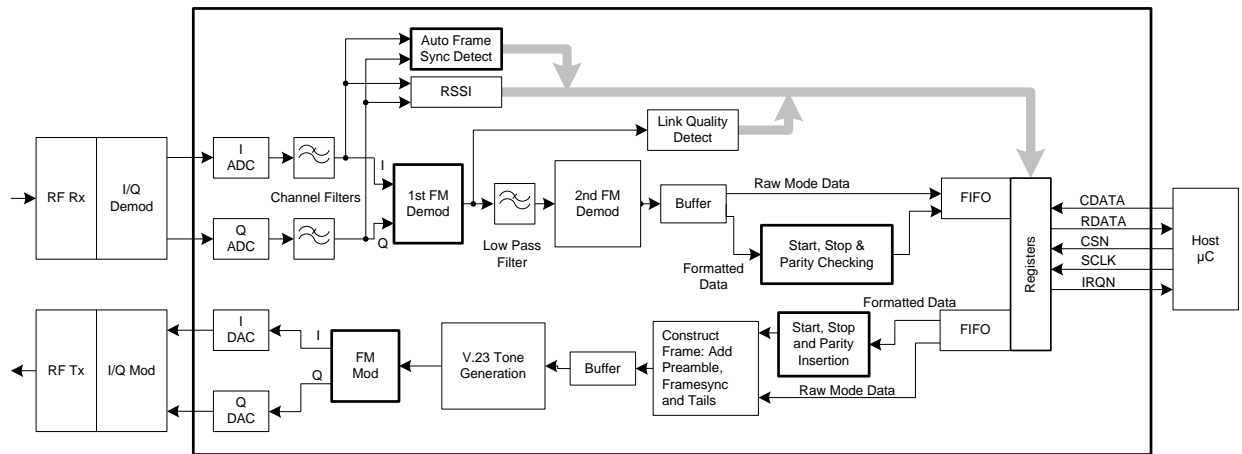 Auto Frame
Sync Detect
RSSI
Link Quality
Detect
RF Rx
I/Q
Demod
I
ADC
Channel Filters
Q
ADC
I
Q
1st FM
Demod
Low Pass
Filter
2nd FM
Demod
Buffer
Raw Mode Data
Formatted
Data
Start, Stop &
Parity Checking
FIFO
Registers
CDATA
RDATA
CSN
SCLK
IRQN
Host
µC
RF Tx
I/Q Mod
I
DAC
Q
DAC
I
Q
FM
Mod
V.23 Tone
Generation
Buffer
Construct
Frame: Add
Preamble,
Framesync
and Tails
Formatted Data
Start, Stop
and Parity
Insertion
FIFO
Raw Mode Data